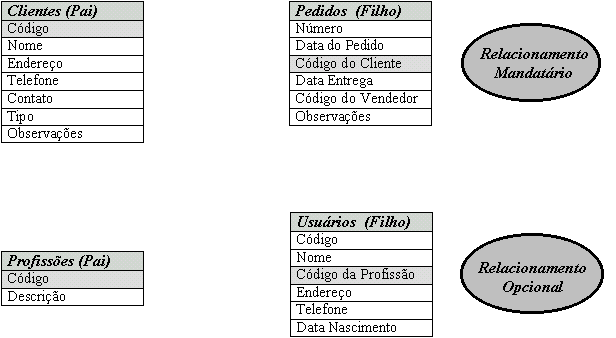 Clientes (Pai)
Código
Nome
Endereço
Telefone
Contato
Tipo
Observações
Pedidos (Filho)
Número
Data do Pedido
Código do Cliente
Data Entrega
Código do Vendedor
Observações
Relacionamento
Mandatário
Profissões (Pai)
Código
Descrição
Usuários (Filho)
Código
Nome
Código da Profissão
Endereço
Telefone
Data Nascimento
Relacionamento
Opcional